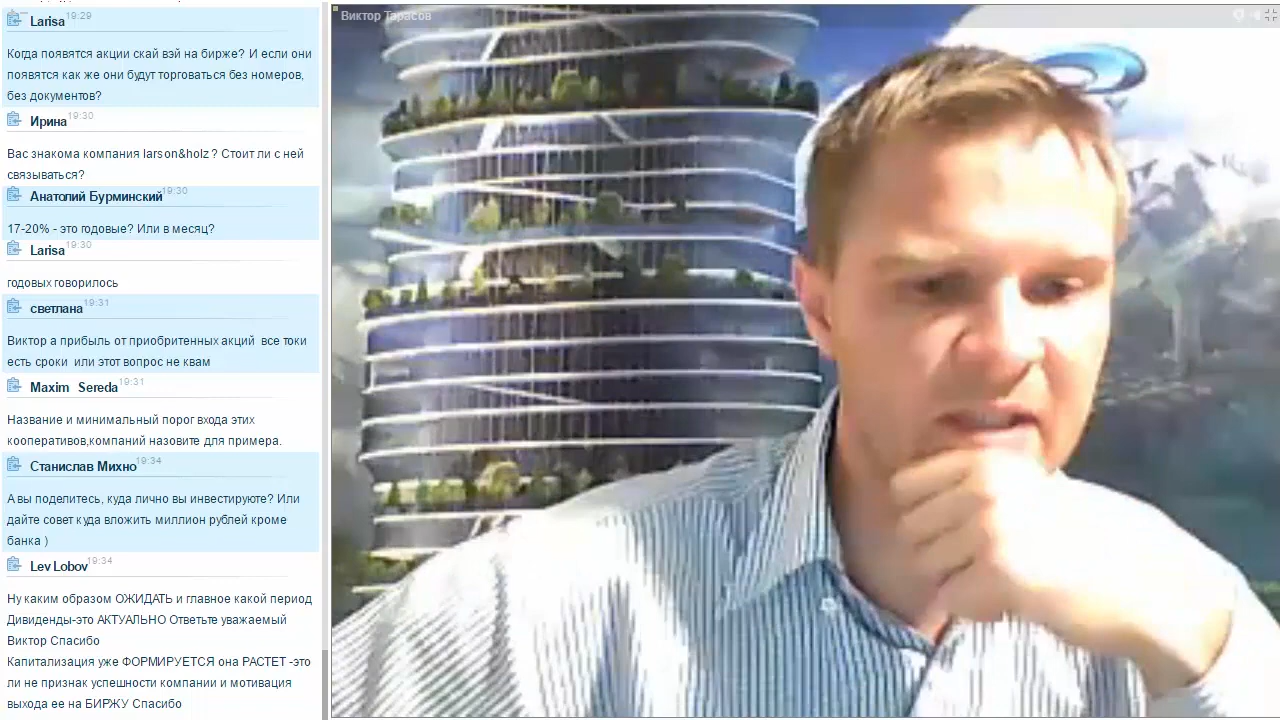 Larisa 19:29
Когда появятся акции скай вэй на бирже? И если они
появятся как же они будут торговаться без номеров,
без документов?
Ирина
Вас знакома компания larson&holz ? Стоит ли с ней
связываться?
Анатолий Бурминский 19:30
17-20% - это годовые? Или в месяц?
Larisa 19:30
годовых говорилось
светлана 19:31
Виктор а прибыль от приобритенных акций все токи
есть сроки или этот вопрос не квам
Maxim Sereda 19:31
Название и минимальный порог входа этих
кооперативов,компаний назовите для примера.
Станислав Михно 19:34
А вы поделитесь, куда лично вы инвестируюте? Или
дайте совет куда вложить миллион рублей кроме
банка )
Lev Lobov 19:34
Ну каким образом ОЖИДАТЬ и главное какой период
Дивиденды-это АКТУАЛЬНО Ответьте уважаемый
Виктор Спасибо
Капитализация уже ФОРМИРУЕТСЯ она РАСТЕТ -это
ли не признак успешности компании и мотивация
выхода ее на БИРЖУ Спасибо
Виктор Тарасов